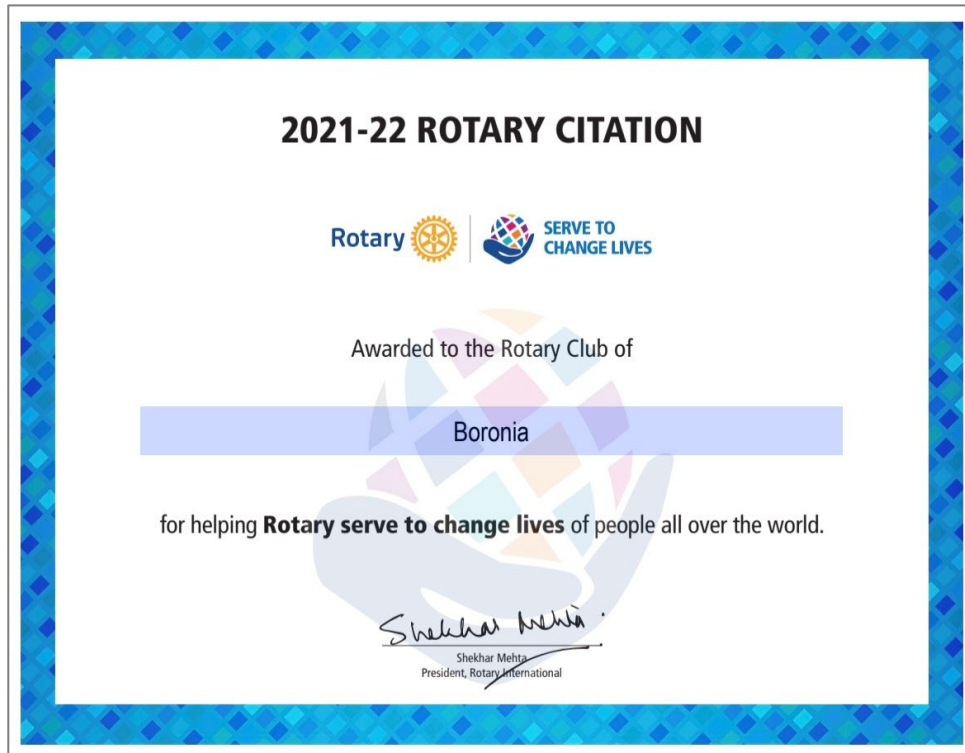 2021-22 ROTARY CITATION
Rotary
SERVE TO
CHANGE LIVES
Awarded to the Rotary Club of
Boronia
for helping Rotary serve to change lives of people all over the world.
Shekhar Mehta
Shekhar Mehta
President, Rotary International